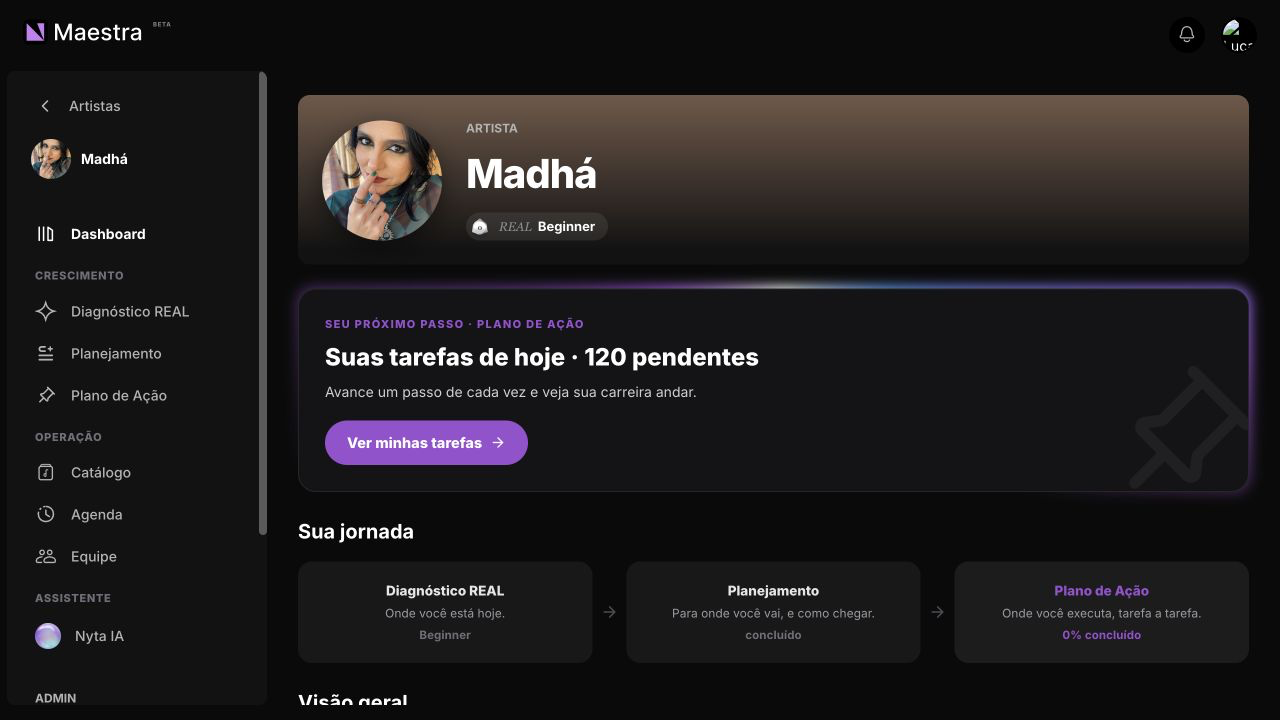 Maestra BETA
Luca
Artistas
Madhá
Dashboard
CRESCIMENTO
Diagnóstico REAL
Planejamento
Plano de Ação
OPERAÇÃO
Catálogo
Agenda
Equipe
ASSISTENTE
Nyta IA
ADMIN
ARTISTA
Madhá
REAL Beginner
SEU PRÓXIMO PASSO · PLANO DE AÇÃO
Suas tarefas de hoje · 120 pendentes
Avance um passo de cada vez e veja sua carreira andar.
Ver minhas tarefas
Sua jornada
Diagnóstico REAL
Onde você está hoje.
Beginner
Planejamento
Para onde você vai, e como chegar.
concluído
Plano de Ação
Onde você executa, tarefa a tarefa.
0% concluído
Visão geral